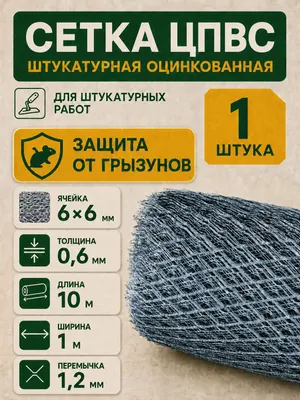 СЕТКА ЦПВС
ШТУКАТУРНАЯ ОЦИНКОВАННАЯ
ДЛЯ ШТУКАТУРНЫХ
РАБОТ
1
ШТУКА
ЗАЩИТА
ОТ ГРЫЗУНОВ
ЯЧЕЙКА
6×6 мм
ТОЛЩИНА
0,6 мм
ДЛИНА
10 м
ШИРИНА
1 м
ПЕРЕМЫЧКА
1,2 мм